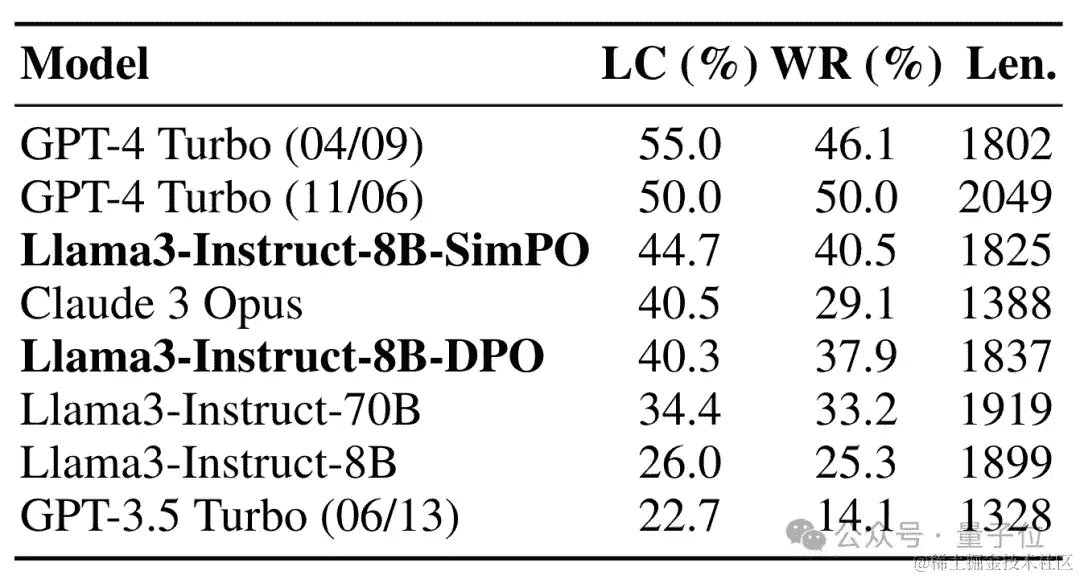 Model LC (%) WR (%) Len.
GPT-4 Turbo (04/09) 55.0 46.1 1802
GPT-4 Turbo (11/06) 50.0 50.0 2049
Llama3-Instruct-8B-SimPO 44.7 40.5 1825
Claude 3 Opus 40.5 29.1 1388
Llama3-Instruct-8B-DPO 40.3 37.9 1837
Llama3-Instruct-70B 34.4 33.2 1919
Llama3-Instruct-8B 26.0 25.3 1899
GPT-3.5 Turbo (06/13) 22.7 14.1 1328
公众号·量子位
@稀土掘金技术社区